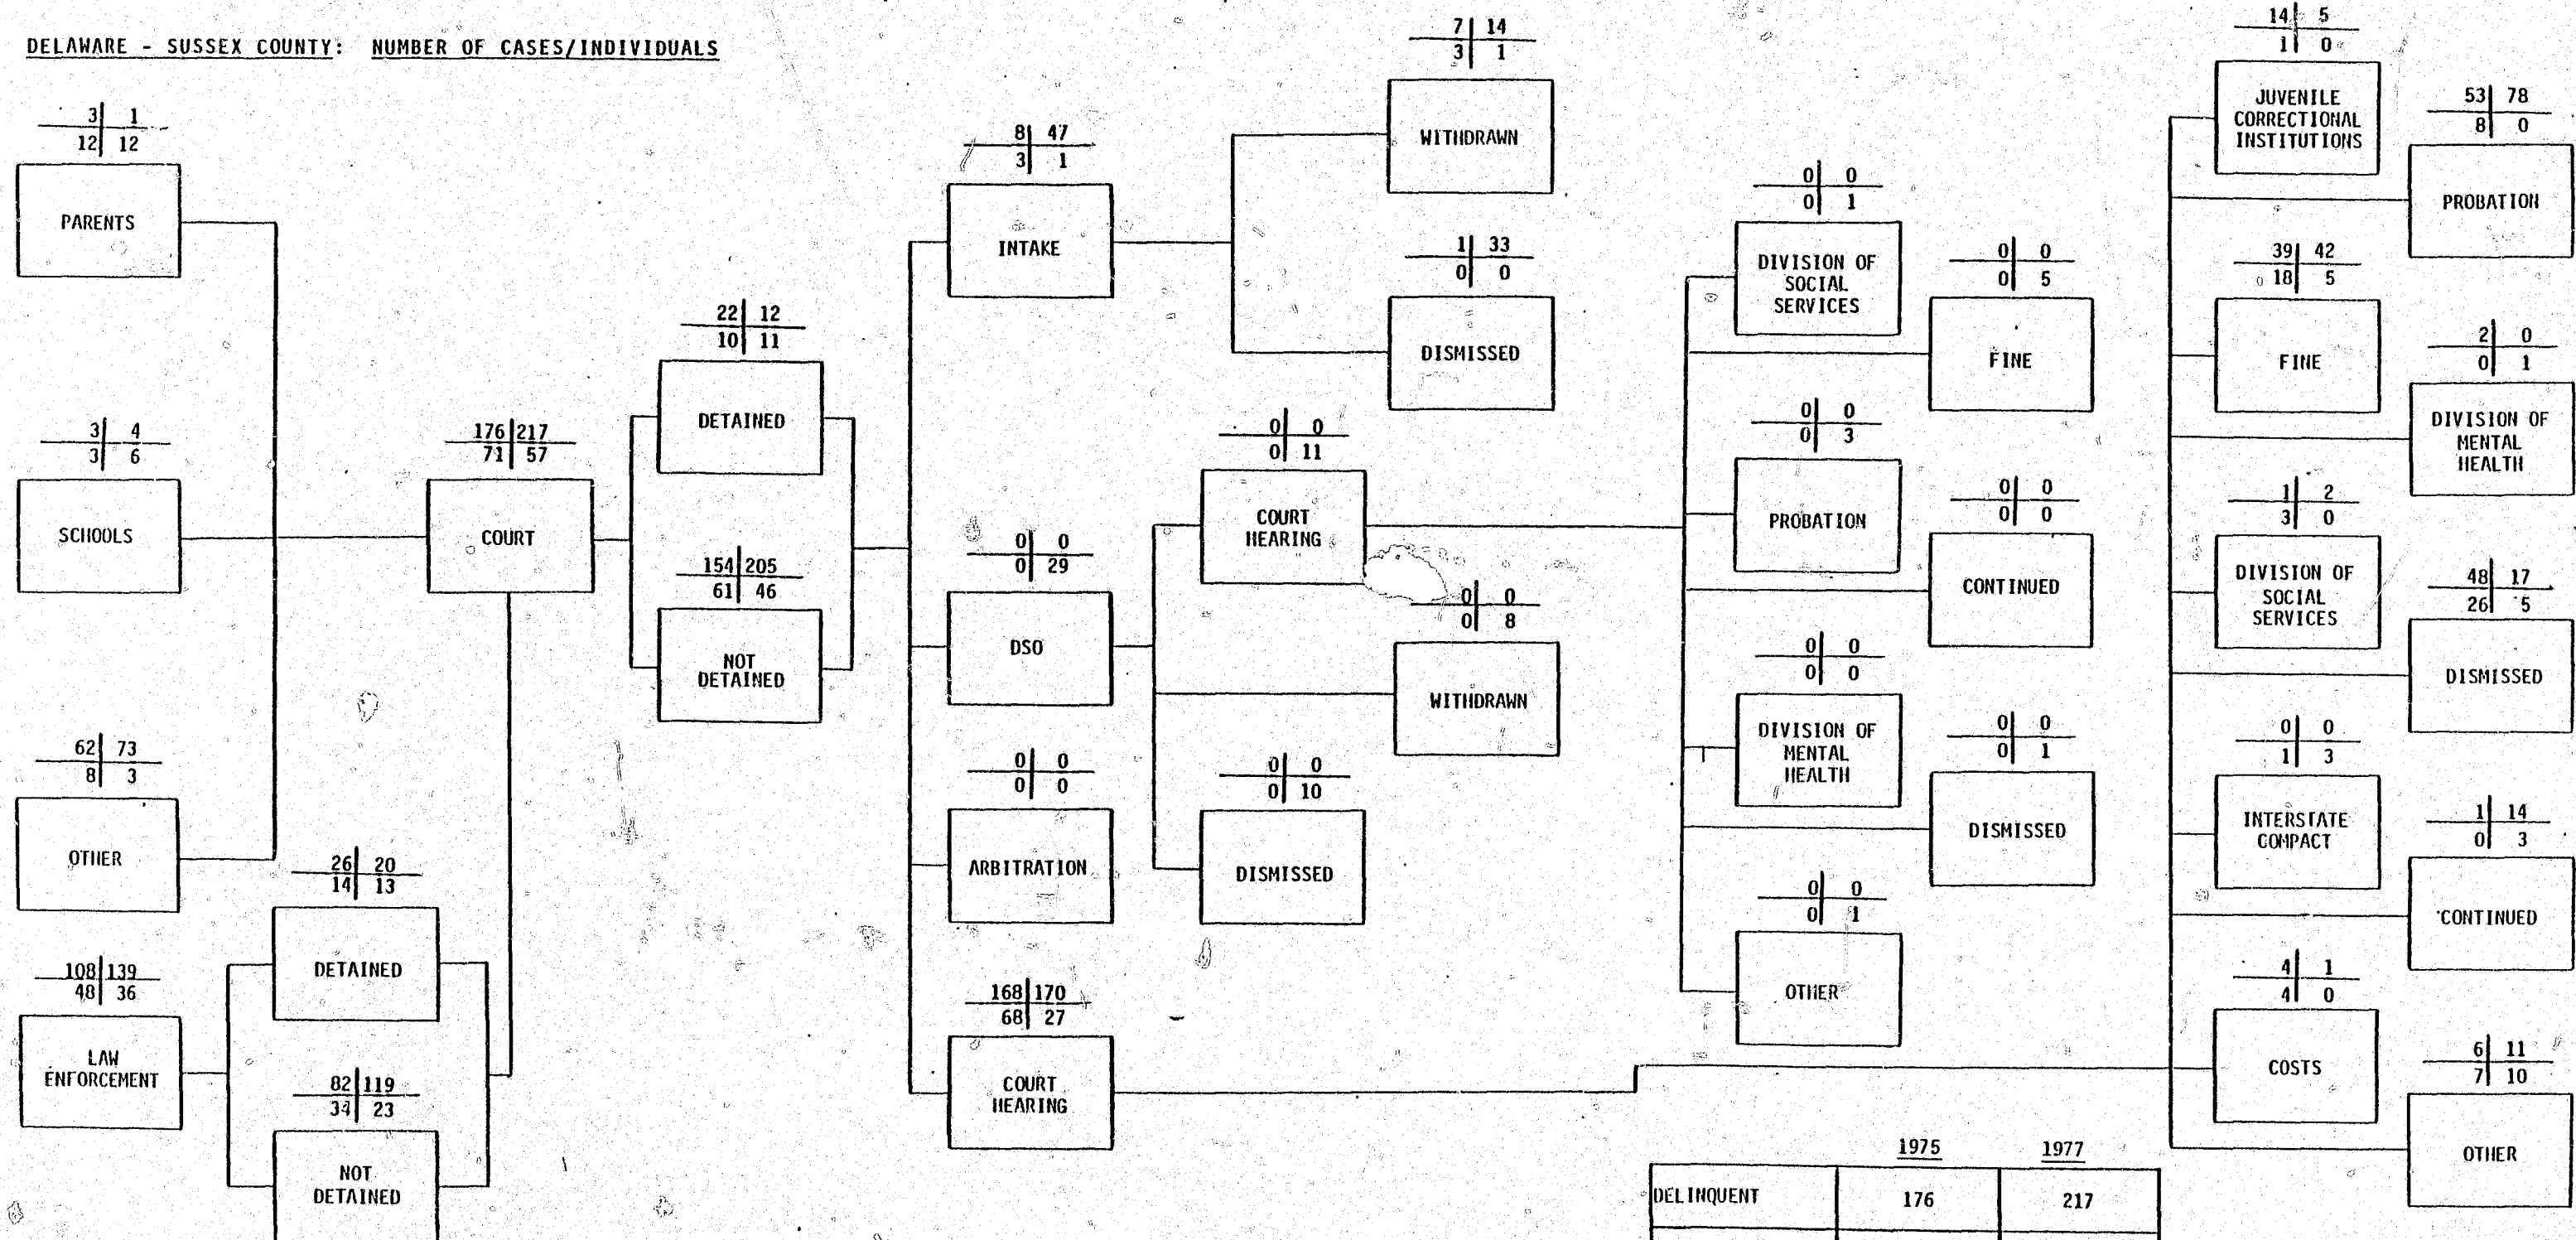 DELAWARE - SUSSEX COUNTY: NUMBER OF CASES/INDIVIDUALS
3 1
12 12
PARENTS
3 4
3 6
SCHOOLS
62 73
8 3
OTHER
108 139
48 36
LAW
ENFORCEMENT
26 20
14 13
DETAINED
82 119
34 23
NOT
DETAINED
176 217
71 57
COURT
22 12
10 11
DETAINED
154 205
61 46
NOT
DETAINED
8 47
3 1
INTAKE
0 0
0 29
DSO
0 0
0 0
ARBITRATION
168 170
68 27
COURT
HEARING
7 14
3 1
WITHDRAWN
1 33
0 0
DISMISSED
0 0
0 11
COURT
HEARING
0 0
0 8
WITHDRAWN
0 0
0 10
DISMISSED
0 0
0 1
DIVISION OF
SOCIAL
SERVICES
0 0
0 5
FINE
0 0
0 3
PROBATION
0 0
0 0
CONTINUED
0 0
0 0
DIVISION OF
MENTAL
HEALTH
0 0
0 1
DISMISSED
0 0
0 1
OTHER
14 5
1 0
JUVENILE
CORRECTIONAL
INSTITUTIONS
53 78
8 0
PROBATION
39 42
18 5
FINE
2 0
0 1
DIVISION OF
MENTAL
HEALTH
1 2
3 0
DIVISION OF
SOCIAL
SERVICES
48 17
26 5
DISMISSED
0 0
1 3
INTERSTATE
COMPACT
1 14
0 3
CONTINUED
4 1
4 0
COSTS
6 11
7 10
OTHER
1975 1977
DELINQUENT 176 217